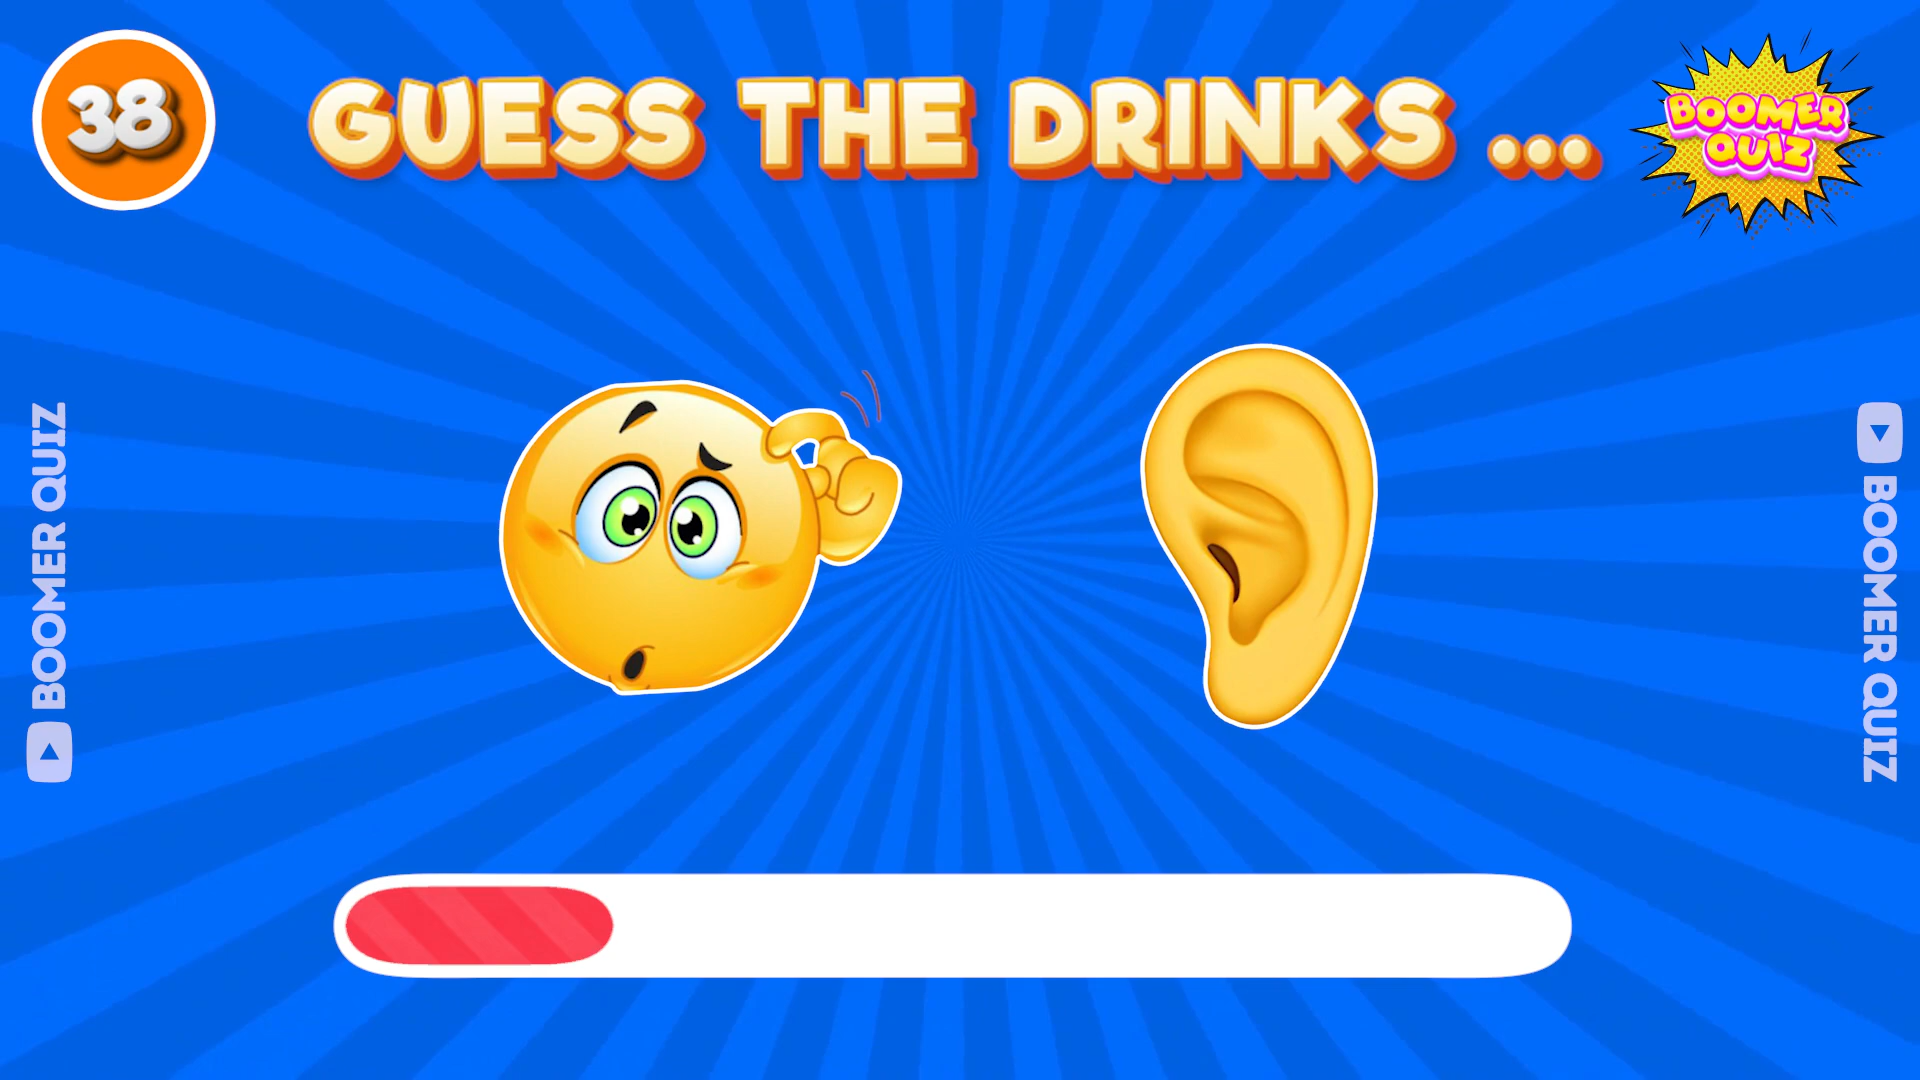 38
GUESS THE DRINKS ...
BOOMER
QUIZ
BOOMER QUIZ
BOOMER QUIZ